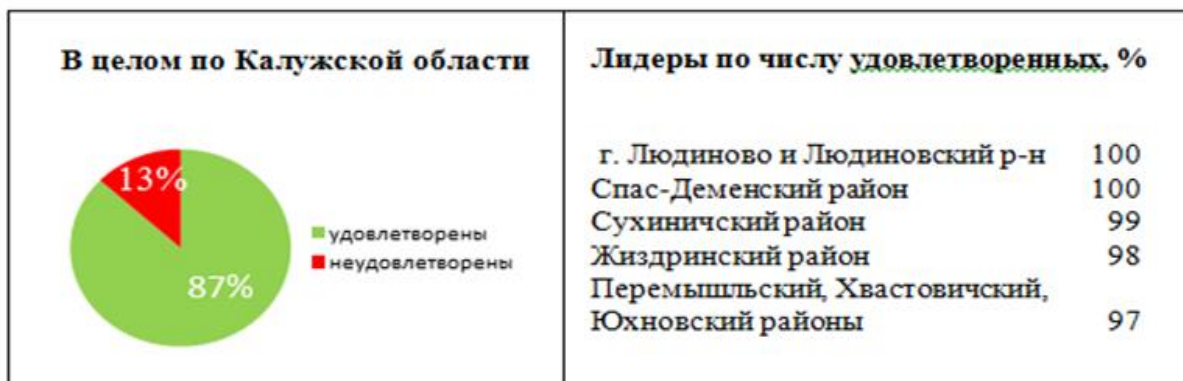 В целом по Калужской области
13%
87%
удовлетворены
неудовлетворены
Лидеры по числу удовлетворенных, %
г. Людиново и Людиновский р-н 100
Спас-Деменский район 100
Сухиничский район 99
Жиздринский район 98
Перемышльский, Хвастовичский,
Юхновский районы 97